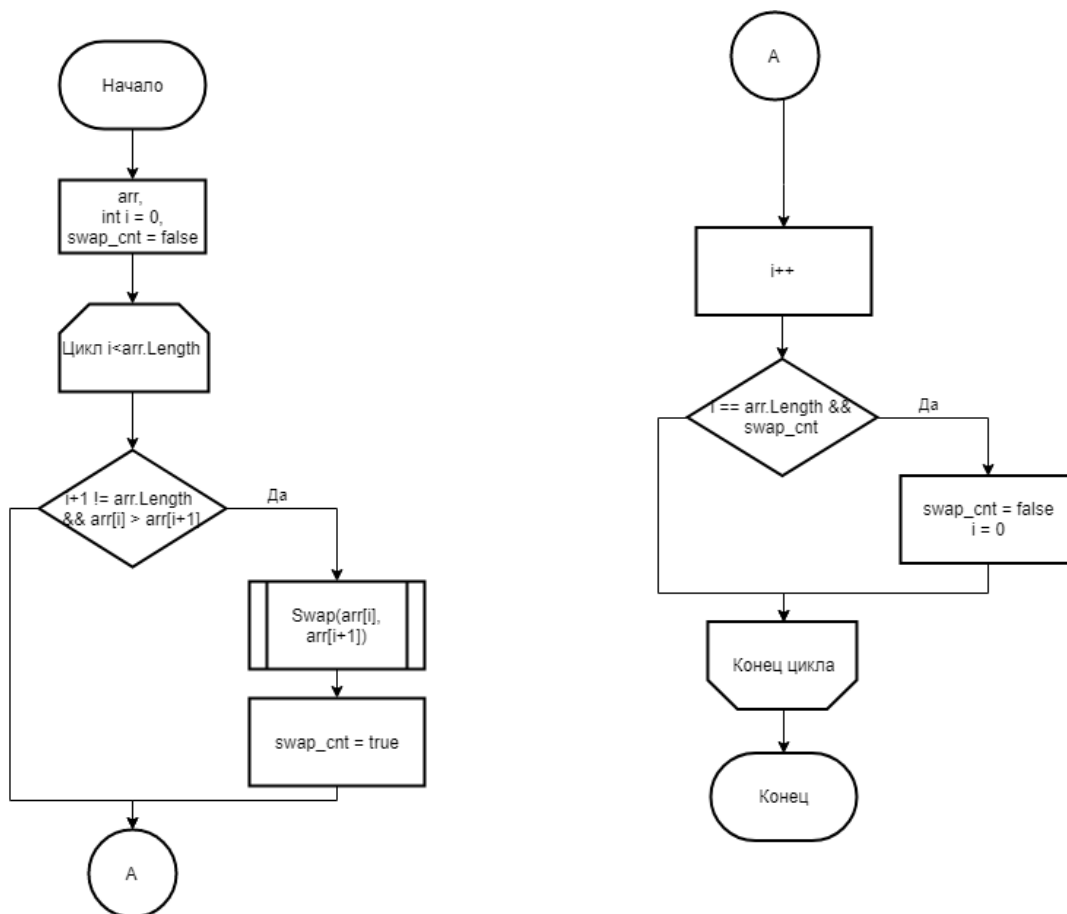 Начало
arr,
int i = 0,
swap_cnt = false
Цикл i<arr.Length
i+1 != arr.Length
&& arr[i] > arr[i+1]
Да
Swap(arr[i],
arr[i+1])
swap_cnt = true
A
A
i++
i == arr.Length &&
swap_cnt
Да
swap_cnt = false
i = 0
Конец цикла
Конец